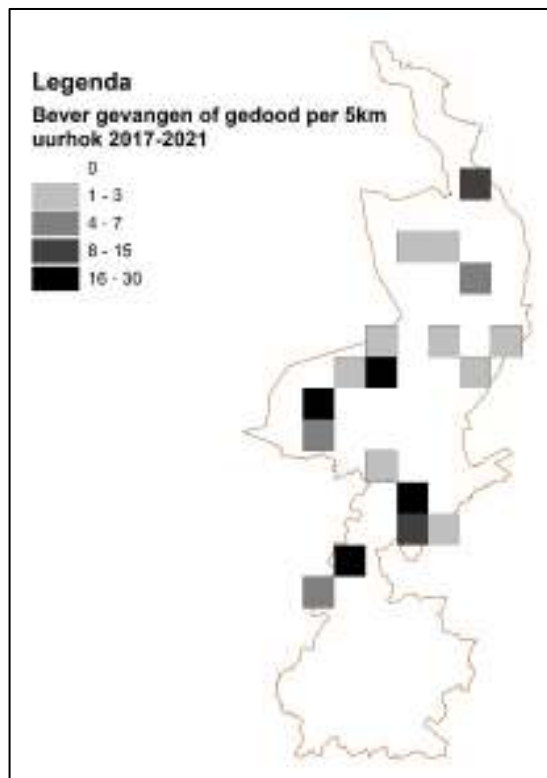 Legenda
Bever gevangen of gedood per 5km
uurhok 2017-2021
0
1 - 3
4 - 7
8 - 15
16 - 30